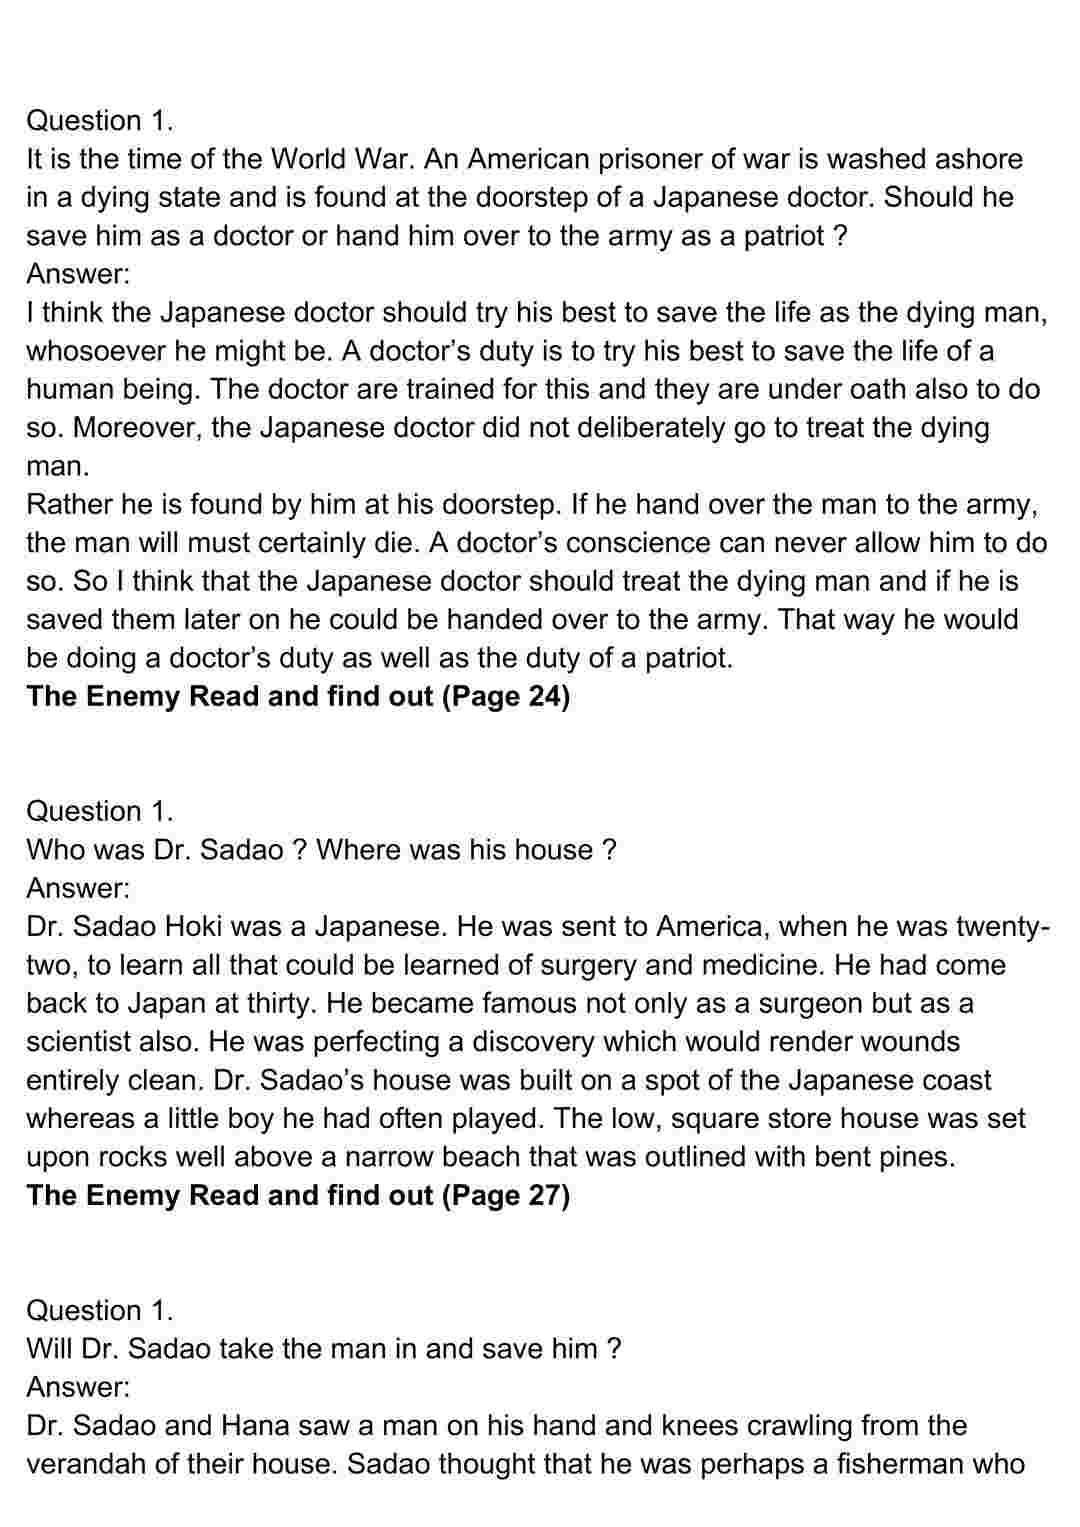 Question 1.
It is the time of the World War. An American prisoner of war is washed ashore
in a dying state and is found at the doorstep of a Japanese doctor. Should he
save him as a doctor or hand him over to the army as a patriot ?
Answer:
I think the Japanese doctor should try his best to save the life as the dying man,
whosoever he might be. A doctor’s duty is to try his best to save the life of a
human being. The doctor are trained for this and they are under oath also to do
so. Moreover, the Japanese doctor did not deliberately go to treat the dying
man.
Rather he is found by him at his doorstep. If he hand over the man to the army,
the man will must certainly die. A doctor’s conscience can never allow him to do
so. So I think that the Japanese doctor should treat the dying man and if he is
saved them later on he could be handed over to the army. That way he would
be doing a doctor’s duty as well as the duty of a patriot.
The Enemy Read and find out (Page 24)
Question 1.
Who was Dr. Sadao ? Where was his house ?
Answer:
Dr. Sadao Hoki was a Japanese. He was sent to America, when he was twenty-
two, to learn all that could be learned of surgery and medicine. He had come
back to Japan at thirty. He became famous not only as a surgeon but as a
scientist also. He was perfecting a discovery which would render wounds
entirely clean. Dr. Sadao’s house was built on a spot of the Japanese coast
whereas a little boy he had often played. The low, square store house was set
upon rocks well above a narrow beach that was outlined with bent pines.
The Enemy Read and find out (Page 27)
Question 1.
Will Dr. Sadao take the man in and save him ?
Answer:
Dr. Sadao and Hana saw a man on his hand and knees crawling from the
verandah of their house. Sadao thought that he was perhaps a fisherman who